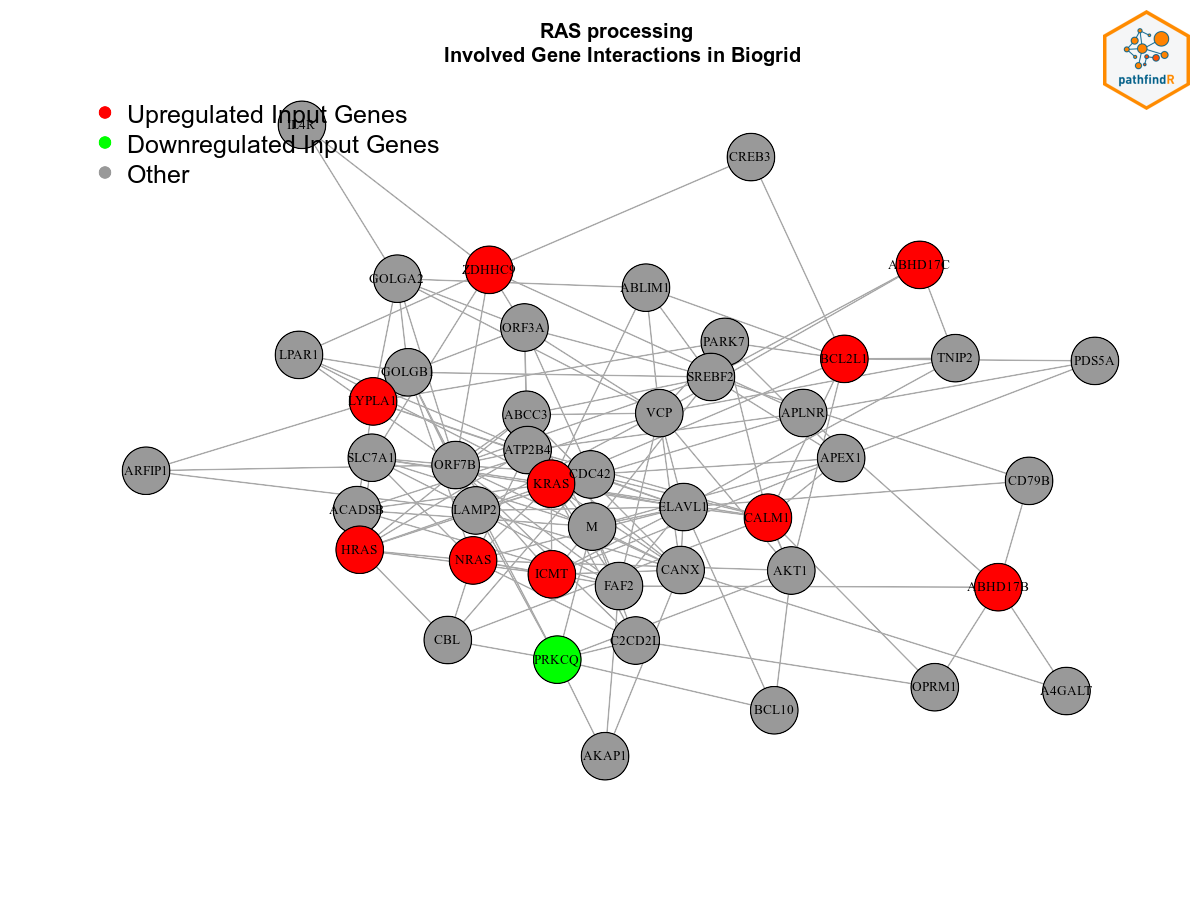 RAS processing
Involved Gene Interactions in Biogrid
pathfindR
Upregulated Input Genes
Downregulated Input Genes
Other
IL4R
CREB3
ZDHHC9
ABHD17C
GOLGA2
ABLIM1
ORF3A
PARK7
LPAR1
BCL2L1
TNIP2
PDS5A
GOLGB1
SREBF2
LYPLA1
ABCC3
VCP
APLNR
ATP2B4
SLC7A1
ORF7B
APEX1
ARFIP1
CDC42
KRAS
CD79B
ACADSB
LAMP2
ELAVL1
CALM1
M
HRAS
NRAS
ICMT
CANX
AKT1
FAF2
ABHD17B
CBL
C2CD2L
PRKCQ
OPRM1
A4GALT
BCL10
AKAP1